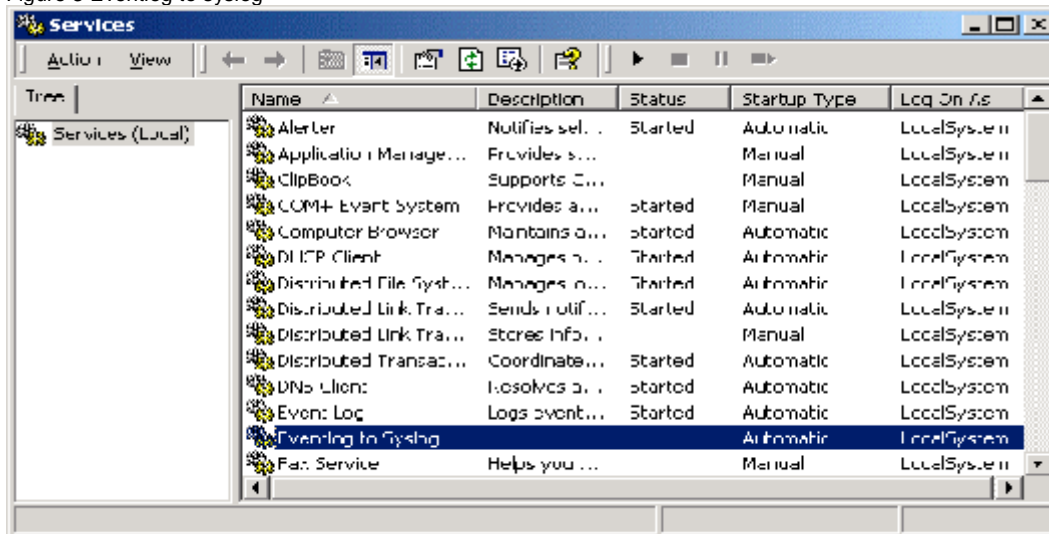 Figure 3 Eventlog to Syslog
Services
Action View
Tree
Name Description Status Startup Type Log On As
Services (Local)
Alerter Notifies sel... Started Automatic LocalSystem
Application Manage... Provides s... Manual LocalSystem
ClipBook Supports C... Manual LocalSystem
COM+ Event System Provides a... Started Manual LocalSystem
Computer Browser Maintains a... Started Automatic LocalSystem
DHCP Client Manages n... Started Automatic LocalSystem
Distributed File Syst... Manages lo... Started Automatic LocalSystem
Distributed Link Tra... Sends notif... Started Automatic LocalSystem
Distributed Link Tra... Stores info... Manual LocalSystem
Distributed Transac... Coordinate... Started Automatic LocalSystem
DNS Client Resolves a... Started Automatic LocalSystem
Event Log Logs event... Started Automatic LocalSystem
Eventlog to Syslog Automatic LocalSystem
Fax Service Helps you ... Manual LocalSystem